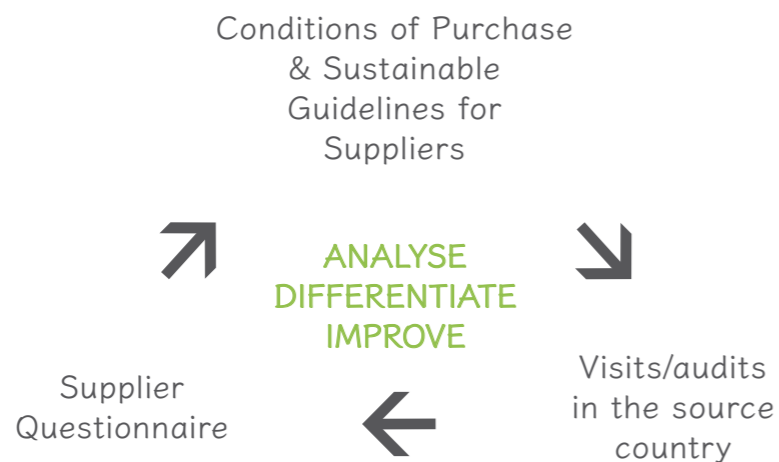 Conditions of Purchase
& Sustainable
Guidelines for
Suppliers
ANALYSE
DIFFERENTIATE
IMPROVE
Visits/audits
in the source
country
Supplier
Questionnaire